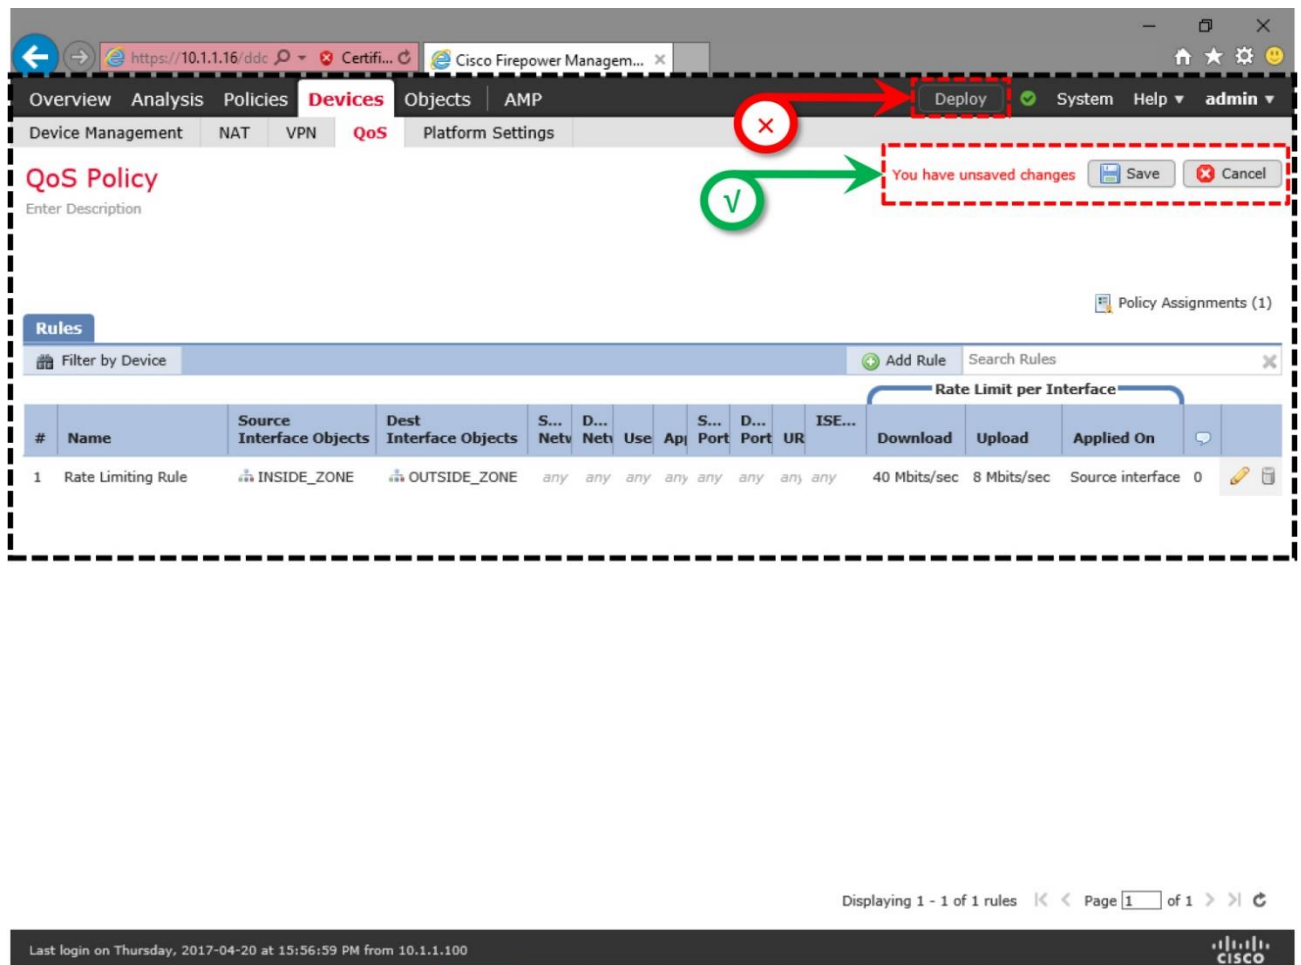 https://10.1.1.16/ddc Certifi... Cisco Firepower Managem...
Overview Analysis Policies Devices Objects AMP Deploy System Help admin
×
Device Management NAT VPN QoS Platform Settings
QoS Policy
You have unsaved changes Save Cancel
Enter Description
√
Policy Assignments (1)
Rules
Filter by Device Add Rule Search Rules
Rate Limit per Interface
Source Dest S... D... S... D... ISE...
# Name Interface Objects Interface Objects Netw Netw Use App Port Port UR Download Upload Applied On
1 Rate Limiting Rule INSIDE_ZONE OUTSIDE_ZONE any any any any any any any any 40 Mbits/sec 8 Mbits/sec Source interface 0
Displaying 1 - 1 of 1 rules Page 1 of 1
Last login on Thursday, 2017-04-20 at 15:56:59 PM from 10.1.1.100
CISCO